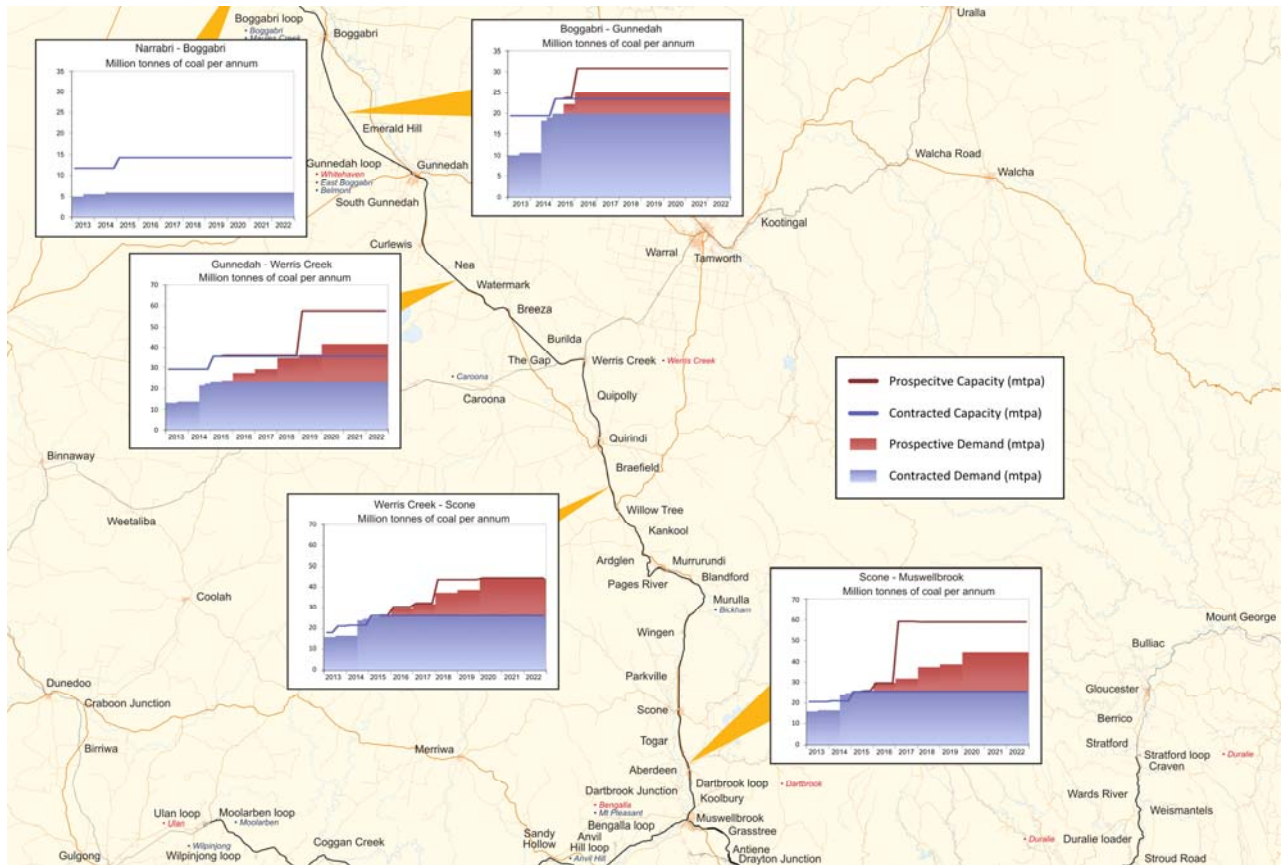 Boggabri loop
• Boggabri
• Maules Creek
Boggabri
Uralla
Narrabri - Boggabri
Million tonnes of coal per annum
35
30
25
20
15
10
5
0
2013 2014 2015 2016 2017 2018 2019 2020 2021 2022
Boggabri - Gunnedah
Million tonnes of coal per annum
35
30
25
20
15
10
5
0
2013 2014 2015 2016 2017 2018 2019 2020 2021 2022
Emerald Hill
Gunnedah loop
• Whitehaven
• East Boggabri
• Belmont
Gunnedah
South Gunnedah
Walcha Road
Walcha
Kootingal
Curlewis
Warral
Tamworth
Nea
Watermark
Breeza
Gunnedah - Werris Creek
Million tonnes of coal per annum
70
60
50
40
30
20
10
0
2013 2014 2015 2016 2017 2018 2019 2020 2021 2022
Burilda
The Gap
Werris Creek
• Werris Creek
• Caroona
Caroona
Quipolly
Quirindi
Braefield
Prospecitve Capacity (mtpa)
Contracted Capacity (mtpa)
Prospective Demand (mtpa)
Contracted Demand (mtpa)
Binnaway
Weetaliba
Werris Creek - Scone
Million tonnes of coal per annum
70
60
50
40
30
20
10
0
2013 2014 2015 2016 2017 2018 2019 2020 2021 2022
Willow Tree
Kankool
Ardglen
Murrurundi
Pages River
Blandford
Murulla
• Bickham
Coolah
Wingen
Parkville
Scone
Togar
Aberdeen
Scone - Muswellbrook
Million tonnes of coal per annum
70
60
50
40
30
20
10
0
2013 2014 2015 2016 2017 2018 2019 2020 2021 2022
Mount George
Bulliac
Gloucester
Berrico
Stratford
Stratford loop
• Duralie
Craven
Wards River
Weismantels
• Duralie
Duralie loader
Stroud Road
Dunedoo
Craboon Junction
Birriwa
Merriwa
Dartbrook loop
• Dartbrook
Dartbrook Junction
Koolbury
• Bengalla
• Mt Pleasant
Bengalla loop
Muswellbrook
Grasstree
Antiene
Drayton Junction
Ulan loop
• Ulan
Moolarben loop
• Moolarben
• Wilpinjong
Wilpinjong loop
Gulgong
Coggan Creek
Sandy
Hollow
Anvil
Hill loop
• Anvil Hill